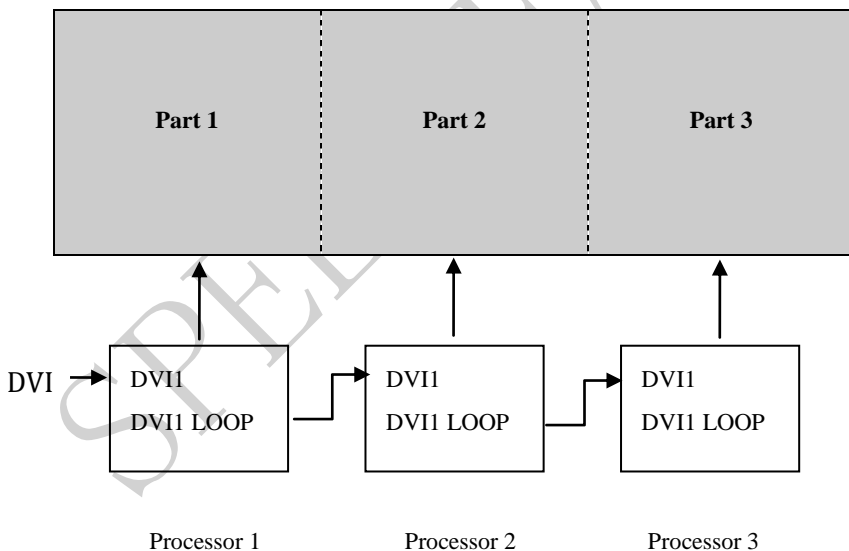 Part 1 Part 2 Part 3
DVI DVI1 DVI1 DVI1
DVI1 LOOP DVI1 LOOP DVI1 LOOP
Processor 1 Processor 2 Processor 3